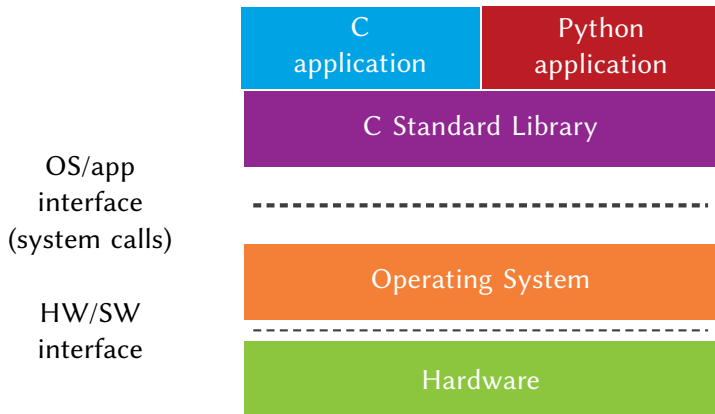 C
application
Python
application
C Standard Library
OS/app
interface
(system calls)
Operating System
HW/SW
interface
Hardware